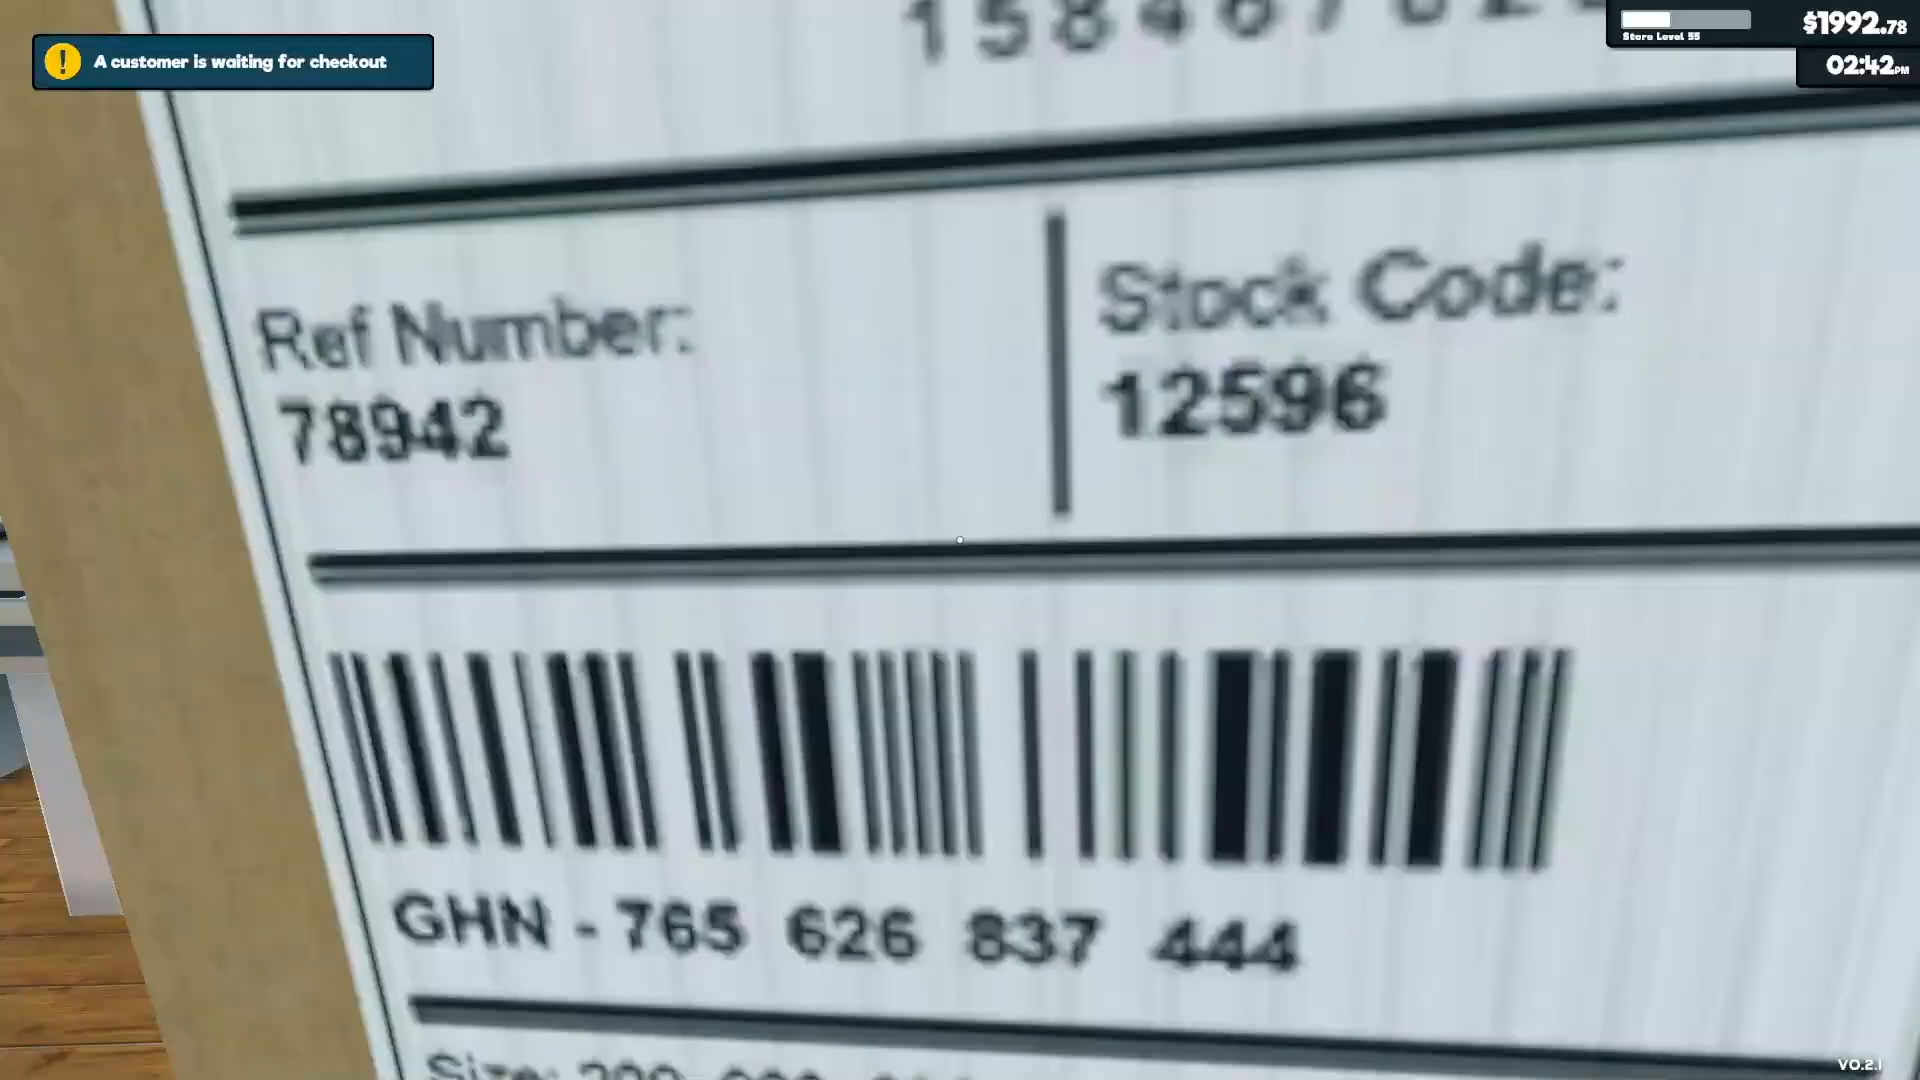 A customer is waiting for checkout
Store Level 55
$1992.78
02:42PM
Ref Number:
78942
Stock Code:
12596
GHN - 765 626 837 444
Size:
V0.2.1